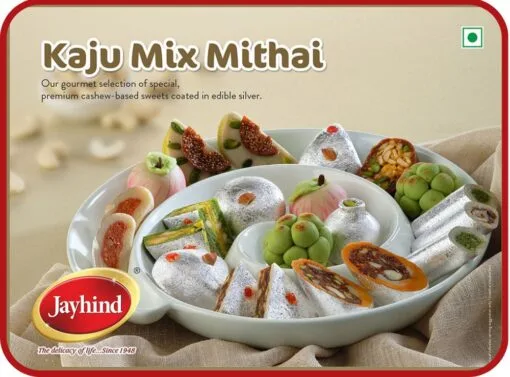 Kaju Mix Mithai
Our gourmet selection of special,
premium cashew-based sweets coated in edible silver.
Jayhind
®
The delicacy of life...Since 1948